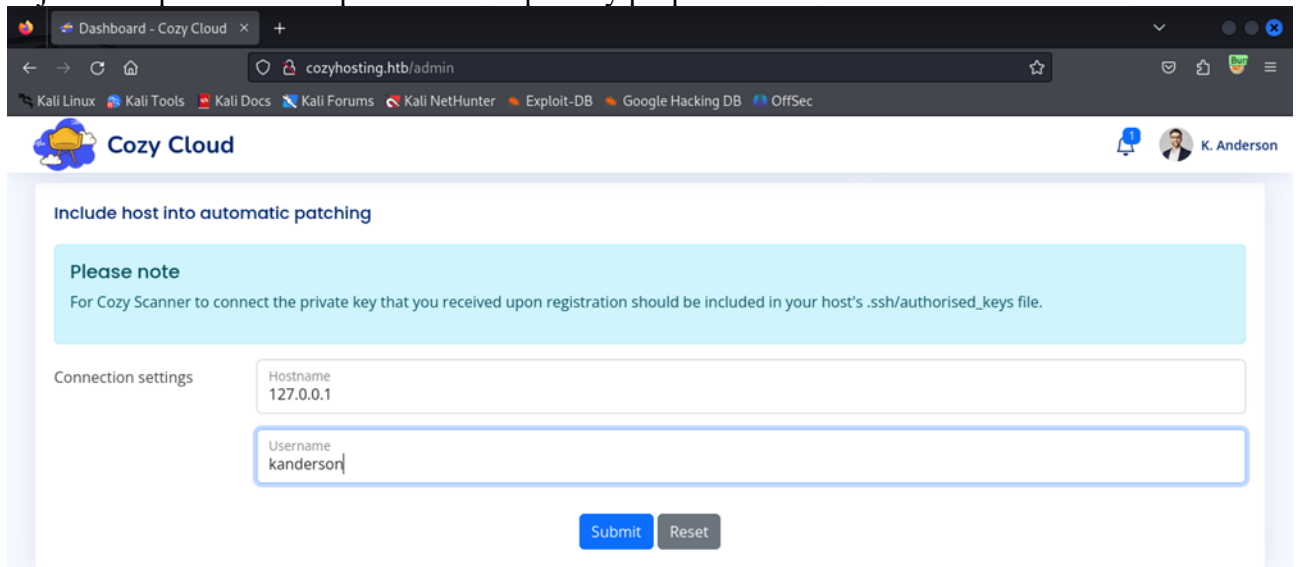 Dashboard - Cozy Cloud
cozyhosting.htb/admin
Kali Linux Kali Tools Kali Docs Kali Forums Kali NetHunter Exploit-DB Google Hacking DB OffSec
Cozy Cloud
1
K. Anderson
Include host into automatic patching
Please note
For Cozy Scanner to connect the private key that you received upon registration should be included in your host's .ssh/authorised_keys file.
Connection settings
Hostname
127.0.0.1
Username
kanderson
Submit Reset